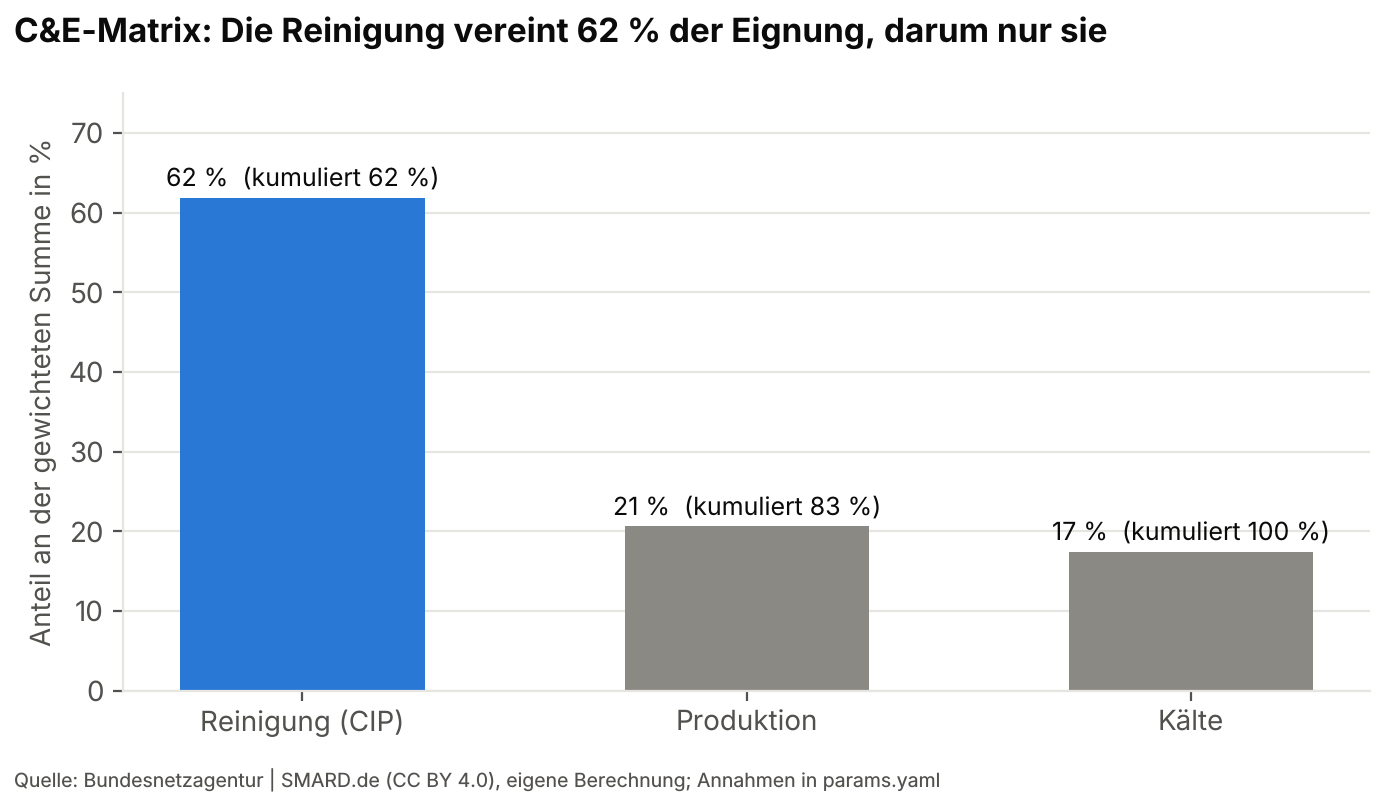 C&E-Matrix: Die Reinigung vereint 62 % der Eignung, darum nur sie
Anteil an der gewichteten Summe in %
70
60
50
40
30
20
10
0
62 % (kumuliert 62 %)
21 % (kumuliert 83 %)
17 % (kumuliert 100 %)
Reinigung (CIP)
Produktion
Kälte
Quelle: Bundesnetzagentur | SMARD.de (CC BY 4.0), eigene Berechnung; Annahmen in params.yaml